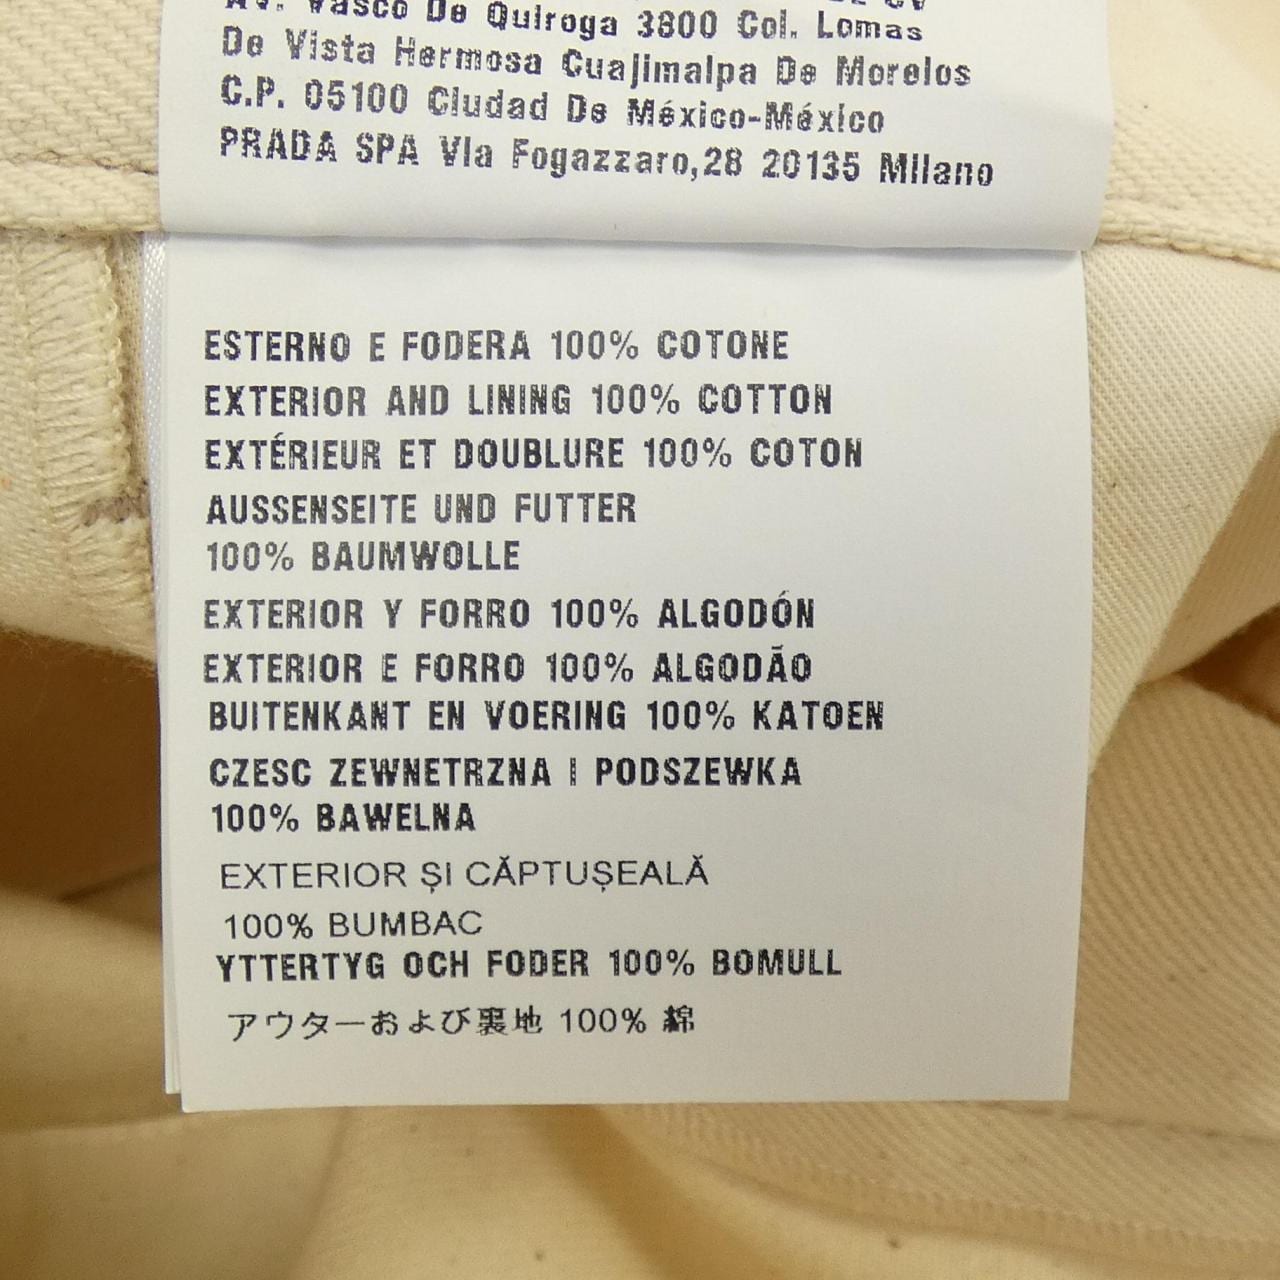 Av. Vasco De Quiroga 3800 Col. Lomas
De Vista Hermosa Cuajimalpa De Morelos
C.P. 05100 Ciudad De México-México
PRADA SPA Via Fogazzaro,28 20135 Milano
ESTERNO E FODERA 100% COTONE
EXTERIOR AND LINING 100% COTTON
EXTÉRIEUR ET DOUBLURE 100% COTON
AUSSENSEITE UND FUTTER
100% BAUMWOLLE
EXTERIOR Y FORRO 100% ALGODÓN
EXTERIOR E FORRO 100% ALGODÃO
BUITENKANT EN VOERING 100% KATOEN
CZESC ZEWNETRZNA I PODSZEWKA
100% BAWELNA
EXTERIOR ŞI CĂPTUŞEALĂ
100% BUMBAC
YTTERTYG OCH FODER 100% BOMULL
アウターおよび裏地 100% 綿